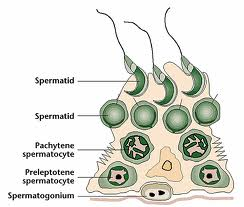 Spermatid
Spermatid
Pachytene
spermatocyte
Preleptotene
spermatocyte
Spermatogonium